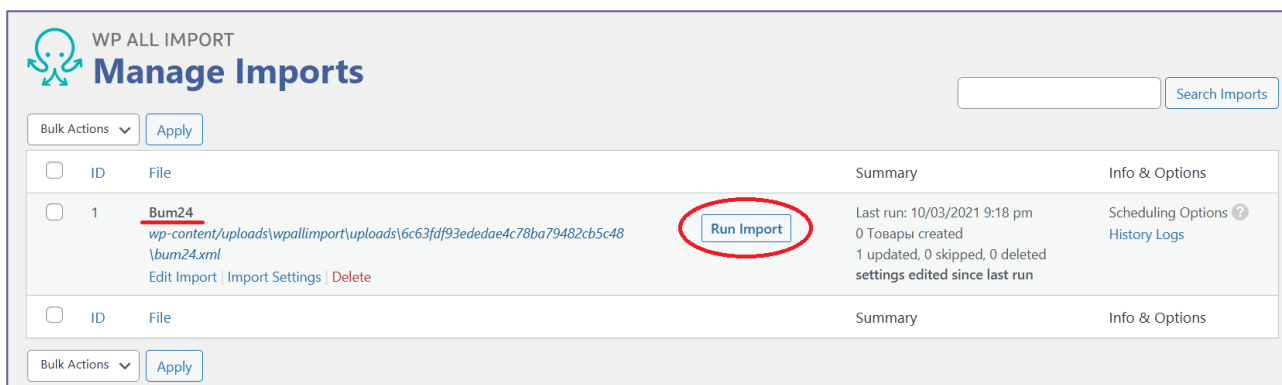 WP ALL IMPORT
Manage Imports
Search Imports
Bulk Actions Apply
ID File Summary Info & Options
1 Bum24 Run Import Last run: 10/03/2021 9:18 pm Scheduling Options ?
wp-content/uploads\wpallimport\uploads\6c63fdf93ededae4c78ba79482cb5c48 0 Товары created History Logs
\bum24.xml 1 updated, 0 skipped, 0 deleted
Edit Import | Import Settings | Delete settings edited since last run
ID File Summary Info & Options
Bulk Actions Apply